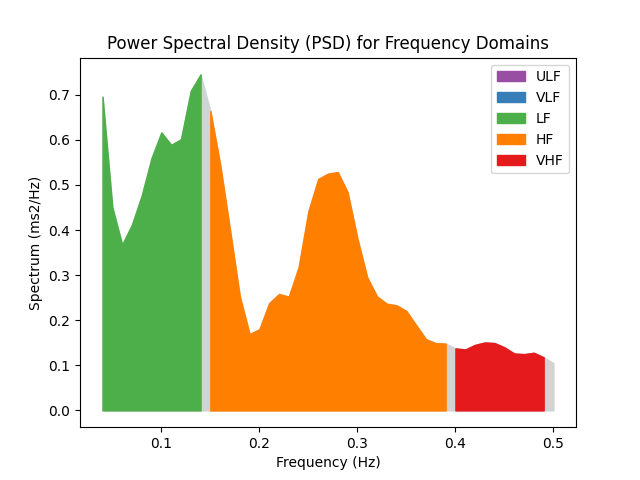 Power Spectral Density (PSD) for Frequency Domains
ULF
VLF
LF
HF
VHF
0.7
0.6
0.5
0.4
0.3
0.2
0.1
0.0
Spectrum (ms2/Hz)
0.1 0.2 0.3 0.4 0.5
Frequency (Hz)